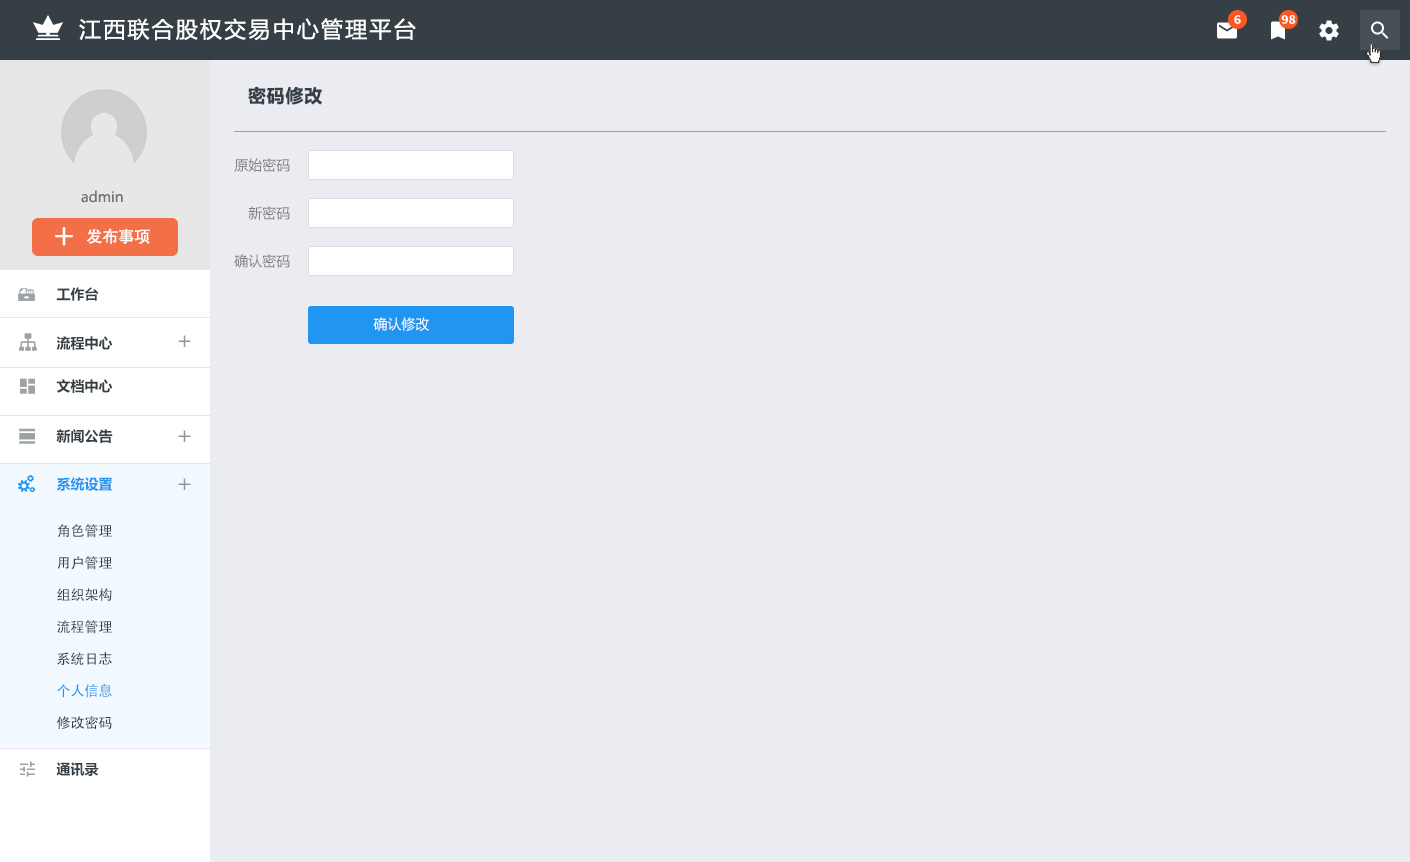 江西联合股权交易中心管理平台
6
98
admin
发布事项
工作台
流程中心
文档中心
新闻公告
系统设置
角色管理
用户管理
组织架构
流程管理
系统日志
个人信息
修改密码
通讯录
密码修改
原始密码
新密码
确认密码
确认修改